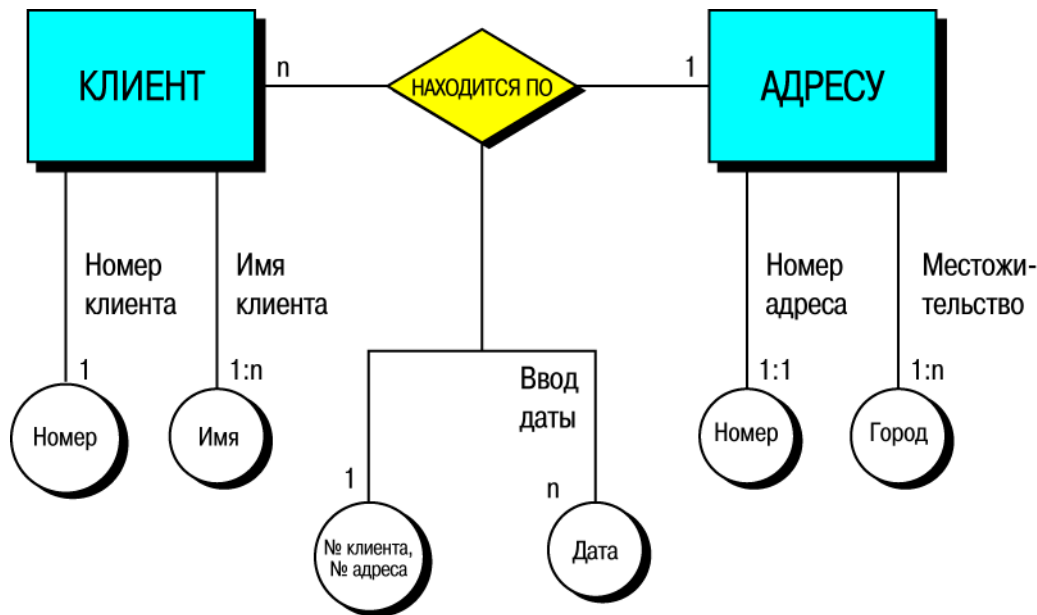 КЛИЕНТ
n
НАХОДИТСЯ ПО
1
АДРЕСУ
Номер
клиента
Имя
клиента
Номер
адреса
Местожи-
тельство
1
1:n
Ввод
даты
1:1
1:n
Номер
Имя
Номер
Город
1
n
№ клиента,
№ адреса
Дата